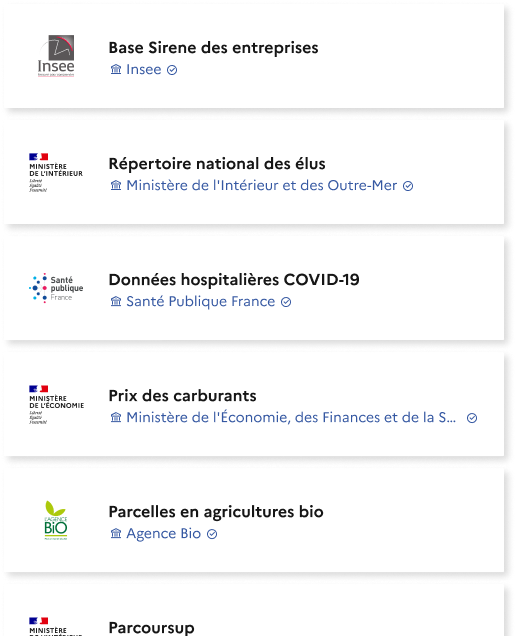 Insee
Base Sirene des entreprises
Insee
MINISTÈRE
DE L'INTÉRIEUR
Liberté
Égalité
Fraternité
Répertoire national des élus
Ministère de l'Intérieur et des Outre-Mer
Santé
publique
France
Données hospitalières COVID-19
Santé Publique France
MINISTÈRE
DE L'ÉCONOMIE
Liberté
Égalité
Fraternité
Prix des carburants
Ministère de l'Économie, des Finances et de la S...
L'AGENCE
BIO
Parcelles en agricultures bio
Agence Bio
MINISTÈRE
Parcoursup